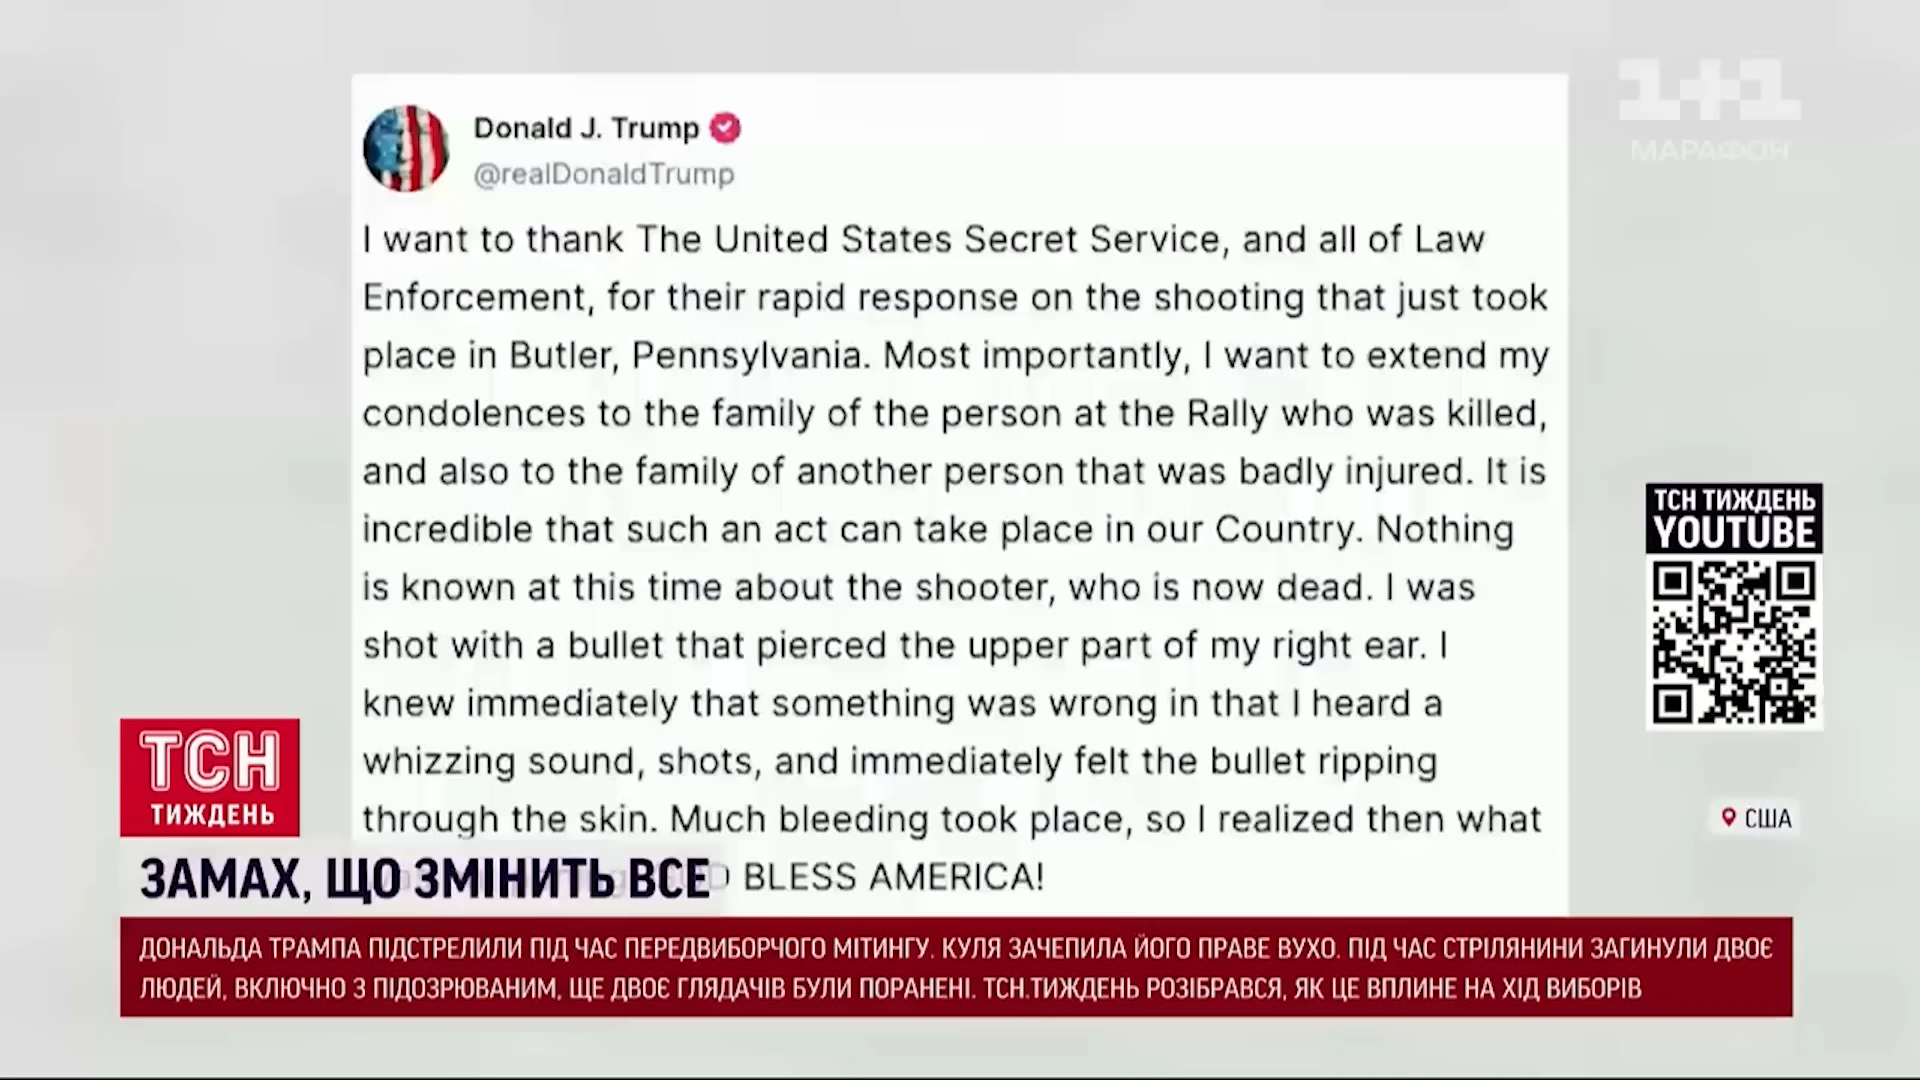 1+1
МАРАФОН
Donald J. Trump
@realDonaldTrump
I want to thank The United States Secret Service, and all of Law
Enforcement, for their rapid response on the shooting that just took
place in Butler, Pennsylvania. Most importantly, I want to extend my
condolences to the family of the person at the Rally who was killed,
and also to the family of another person that was badly injured. It is
incredible that such an act can take place in our Country. Nothing
is known at this time about the shooter, who is now dead. I was
shot with a bullet that pierced the upper part of my right ear. I
knew immediately that something was wrong in that I heard a
whizzing sound, shots, and immediately felt the bullet ripping
through the skin. Much bleeding took place, so I realized then what
BLESS AMERICA!
ТСН ТИЖДЕНЬ
YOUTUBE
США
ТСН
ТИЖДЕНЬ
ЗАМАХ, ЩО ЗМІНИТЬ ВСЕ
ДОНАЛЬДА ТРАМПА ПІДСТРЕЛИЛИ ПІД ЧАС ПЕРЕДВИБОРЧОГО МІТИНГУ. КУЛЯ ЗАЧЕПИЛА ЙОГО ПРАВЕ ВУХО. ПІД ЧАС СТРІЛЯНИНИ ЗАГИНУЛИ ДВОЄ
ЛЮДЕЙ, ВКЛЮЧНО З ПІДОЗРЮВАНИМ, ЩЕ ДВОЄ ГЛЯДАЧІВ БУЛИ ПОРАНЕНІ. ТСН.ТИЖДЕНЬ РОЗІБРАВСЯ, ЯК ЦЕ ВПЛИНЕ НА ХІД ВИБОРІВ